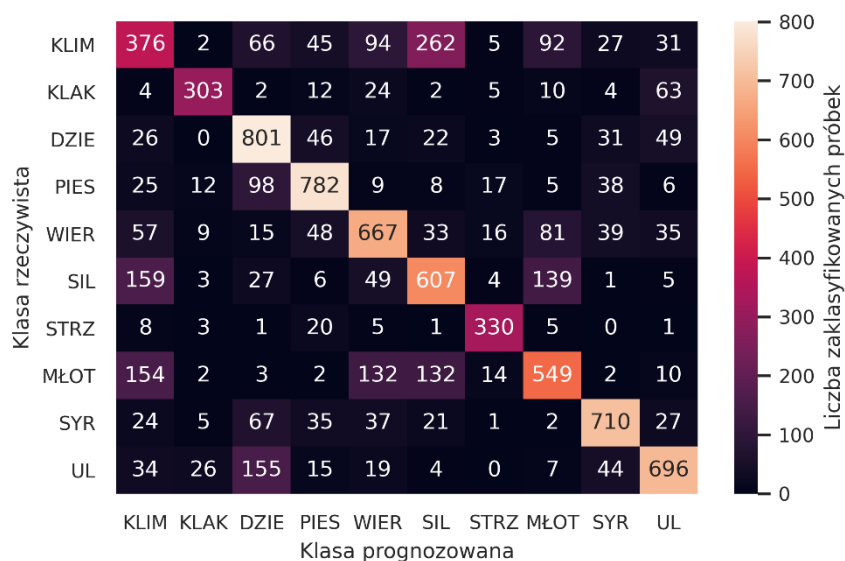 KLIM 376 2 66 45 94 262 5 92 27 31
KLAK 4 303 2 12 24 2 5 10 4 63
DZIE 26 0 801 46 17 22 3 5 31 49
PIES 25 12 98 782 9 8 17 5 38 6
WIER 57 9 15 48 667 33 16 81 39 35
SIL 159 3 27 6 49 607 4 139 1 5
STRZ 8 3 1 20 5 1 330 5 0 1
MŁOT 154 2 3 2 132 132 14 549 2 10
SYR 24 5 67 35 37 21 1 2 710 27
UL 34 26 155 15 19 4 0 7 44 696
KLIM KLAK DZIE PIES WIER SIL STRZ MŁOT SYR UL
Klasa prognozowana
Klasa rzeczywista
800
700
600
500
400
300
200
100
0
Liczba zaklasyfikowanych próbek